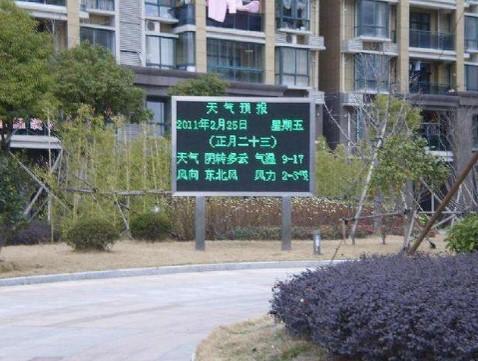 天气预报
2011年2月25日 星期五
(正月二十三)
天气 阴转多云 气温 9-17
风向 东北风 风力 2-3级